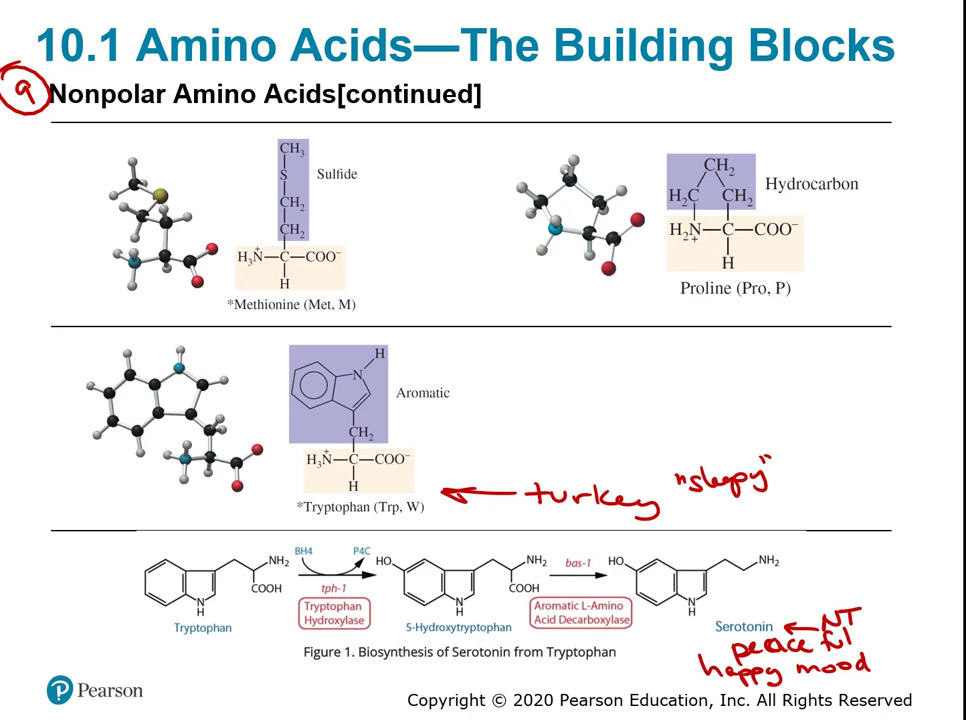 10.1 Amino Acids—The Building Blocks
9 Nonpolar Amino Acids[continued]
CH₃
S
CH₂
CH₂
H₃N⁺—C—COO⁻
H
Sulfide
*Methionine (Met, M)
CH₂
H₂C CH₂
H₂N⁺—C—COO⁻
H
Hydrocarbon
Proline (Pro, P)
H
N
CH₂
H₃N⁺—C—COO⁻
H
Aromatic
*Tryptophan (Trp, W)
turkey "sleepy"
NH₂
COOH
N
H
Tryptophan
BH4 P4C
tph-1
Tryptophan
Hydroxylase
HO
NH₂
COOH
N
H
5-Hydroxytryptophan
bas-1
Aromatic L-Amino
Acid Decarboxylase
HO
NH₂
N
H
Serotonin
NT
peaceful
happy mood
Figure 1. Biosynthesis of Serotonin from Tryptophan
P Pearson
Copyright © 2020 Pearson Education, Inc. All Rights Reserved